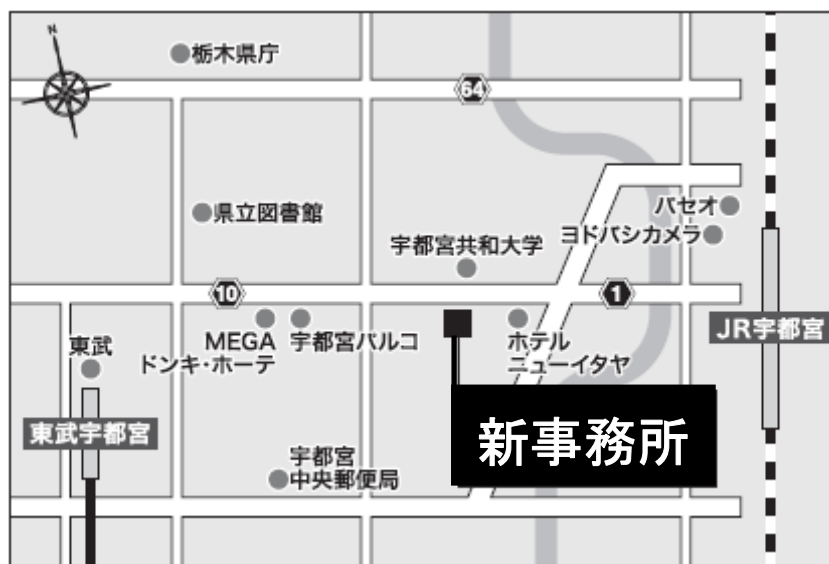 N
栃木県庁
64
県立図書館
パセオ
ヨドバシカメラ
宇都宮共和大学
10
1
MEGA
ドンキ・ホーテ
宇都宮パルコ
ホテル
ニューイタヤ
JR宇都宮
東武
東武宇都宮
新事務所
宇都宮
中央郵便局